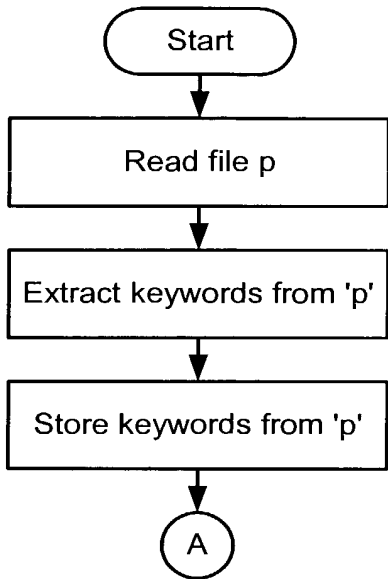 Start
Read file p
Extract keywords from 'p'
Store keywords from 'p'
A